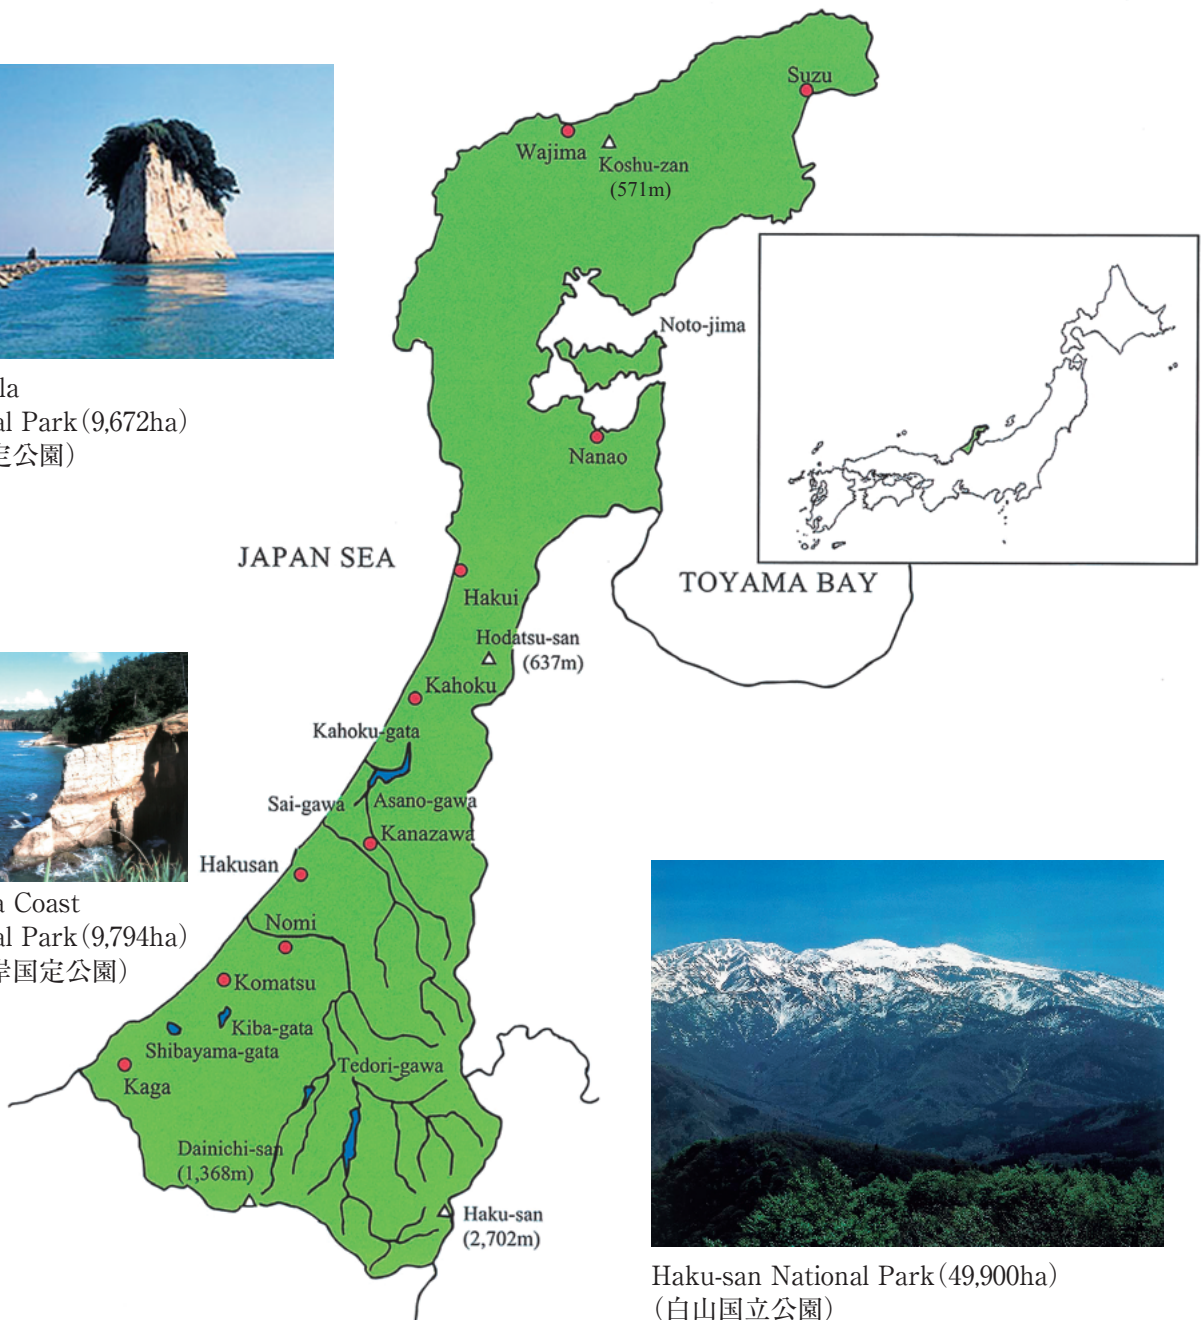 Suzu
Wajima
Koshu-zan
(571m)
Noto-jima
la
al Park(9,672ha)
定公園)
Nanao
JAPAN SEA
TOYAMA BAY
Hakui
Hodatsu-san
(637m)
Kahoku
Kahoku-gata
Sai-gawa
Asano-gawa
Kanazawa
Hakusan
a Coast
al Park(9,794ha)
岸国定公園)
Nomi
Komatsu
Kiba-gata
Shibayama-gata
Tedori-gawa
Kaga
Dainichi-san
(1,368m)
Haku-san
(2,702m)
Haku-san National Park(49,900ha)
(白山国立公園)